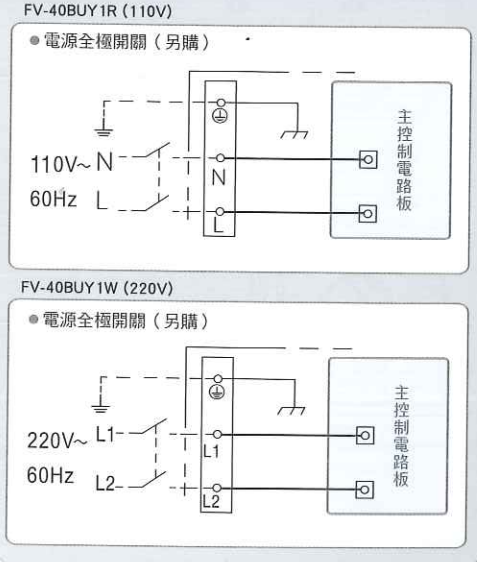 FV-40BUY1R (110V)
電源全極開關（另購）
110V~ N
60Hz L
N
L
主控制電路板
FV-40BUY1W (220V)
電源全極開關（另購）
220V~ L1
60Hz L2
L1
L2
主控制電路板